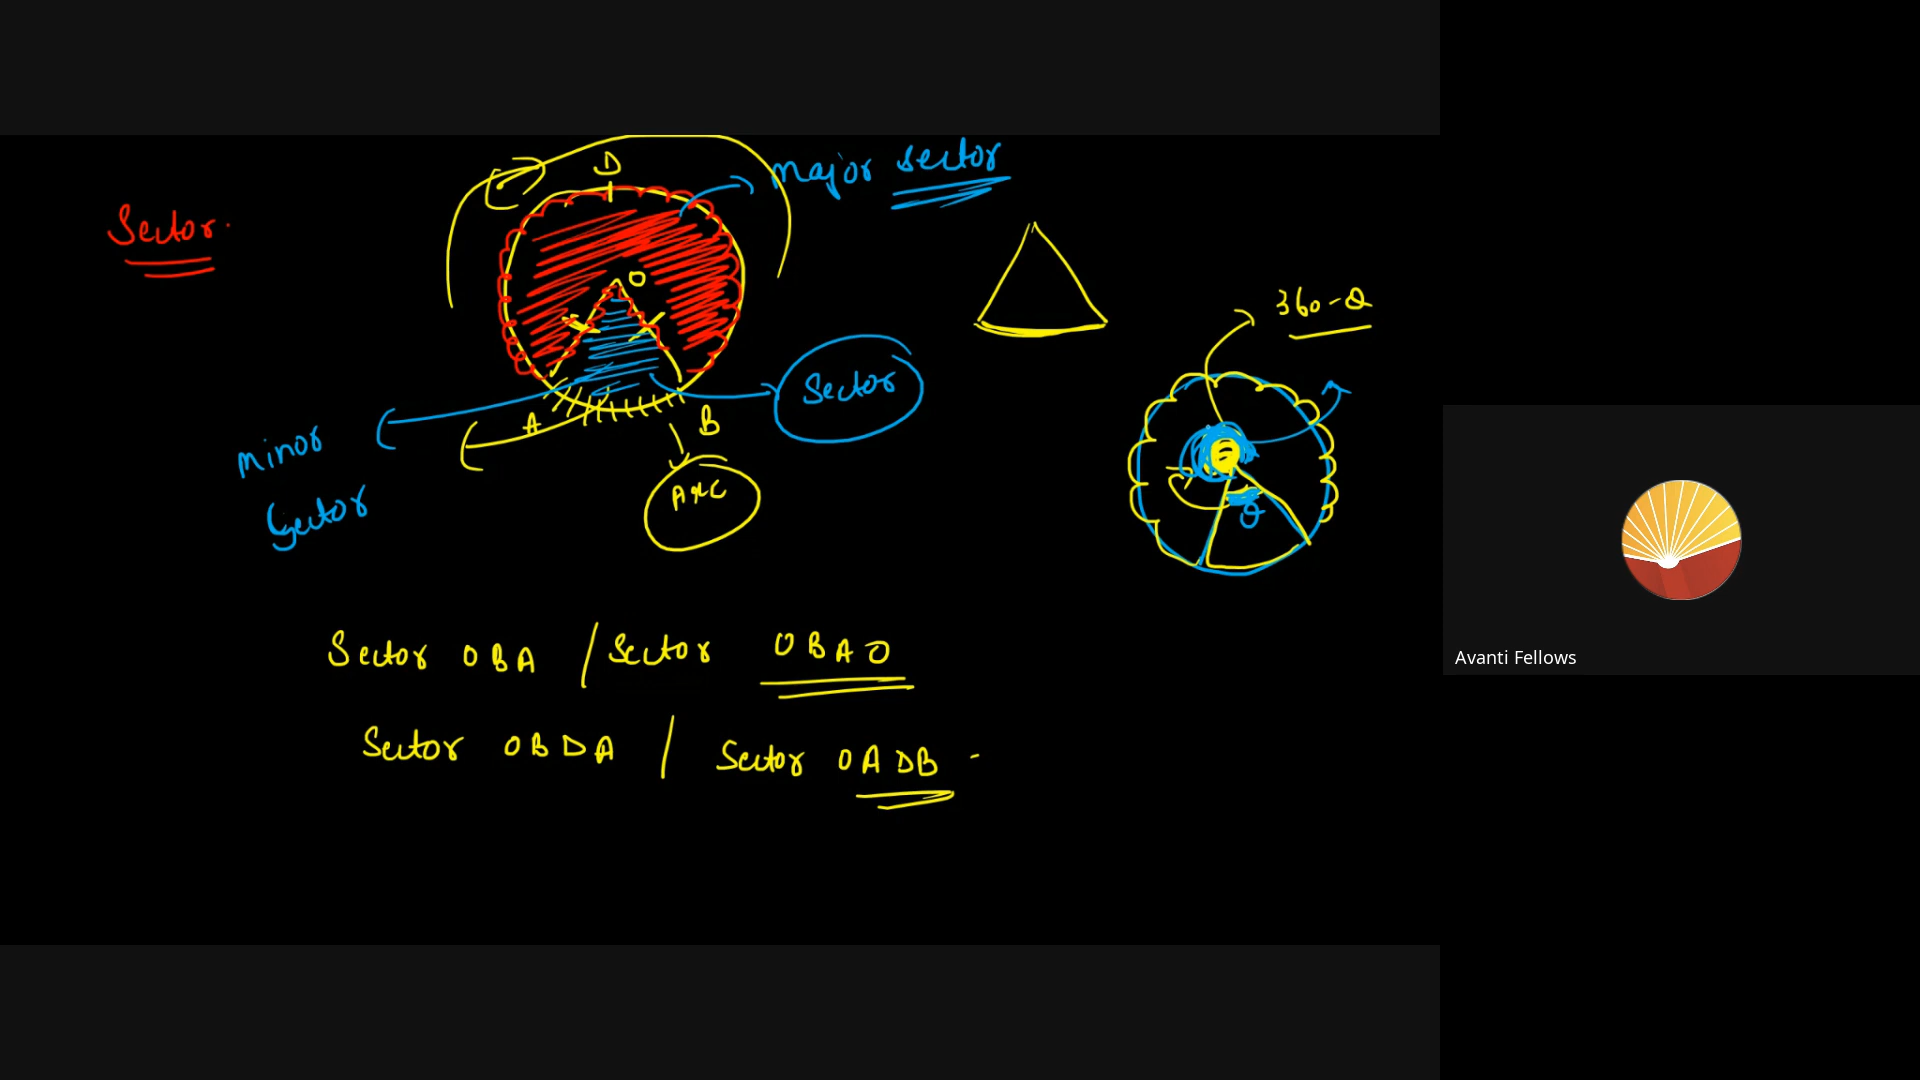 D
major sector
Sector.
O
360-θ
Sector
A
B
minor
Sector
Arc
θ
Sector OBA / Sector OBAO
Sector OBDA / Sector OADB -
Avanti Fellows